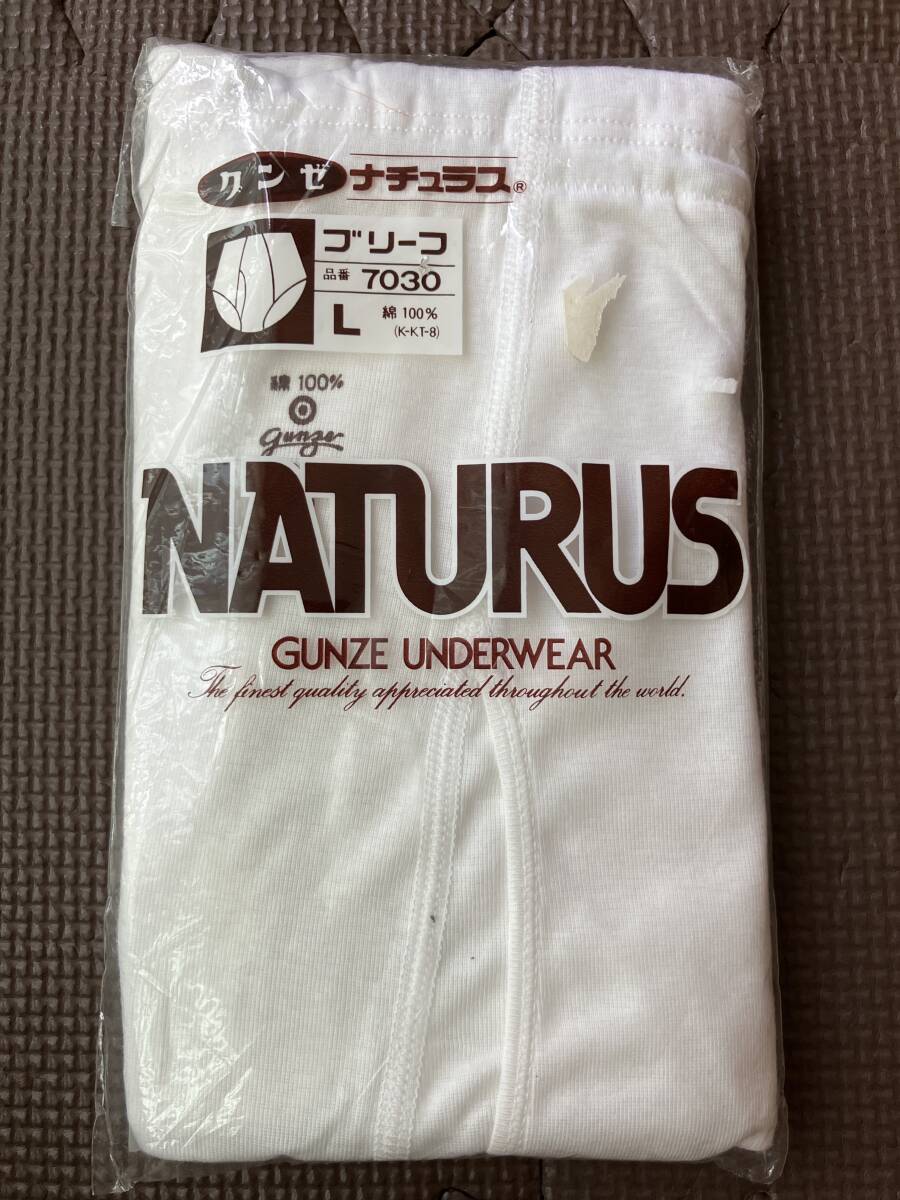 グンゼ ナチュラス®
ブリーフ
品番 7030
L 綿 100%
(K-KT-8)
綿 100%
gunze
NATURUS
GUNZE UNDERWEAR
The finest quality appreciated throughout the world.